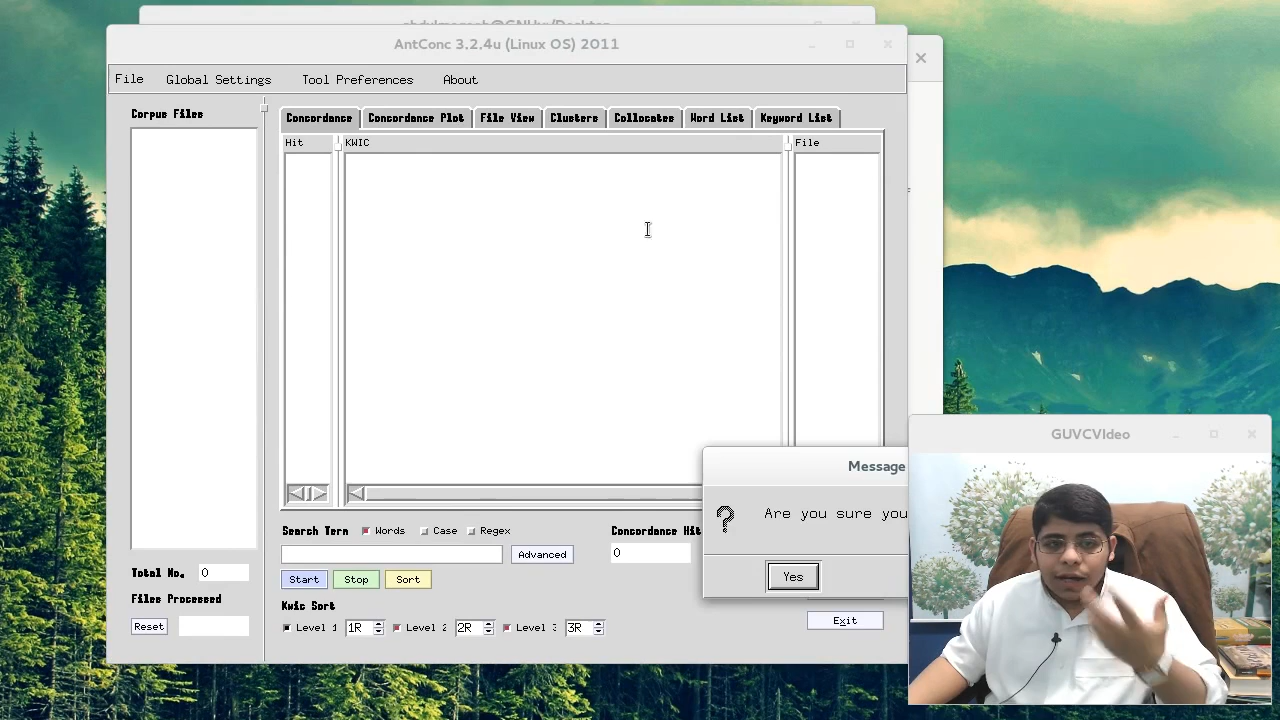 abdulmageeb@GNUxy/Desktop
AntConc 3.2.4u (Linux OS) 2011
File Global Settings Tool Preferences About
Corpus Files
Concordance Concordance Plot File View Clusters Collocates Word List Keyword List
Hit KWIC File
GUVCVIdeo
Message
Are you sure you
Yes
Search Term Words Case Regex Concordance Hit
Advanced 0
Total No. 0
Start Stop Sort
Files Processed
Kwic Sort
Reset
Level 1 1R Level 2 2R Level 3 3R
Exit